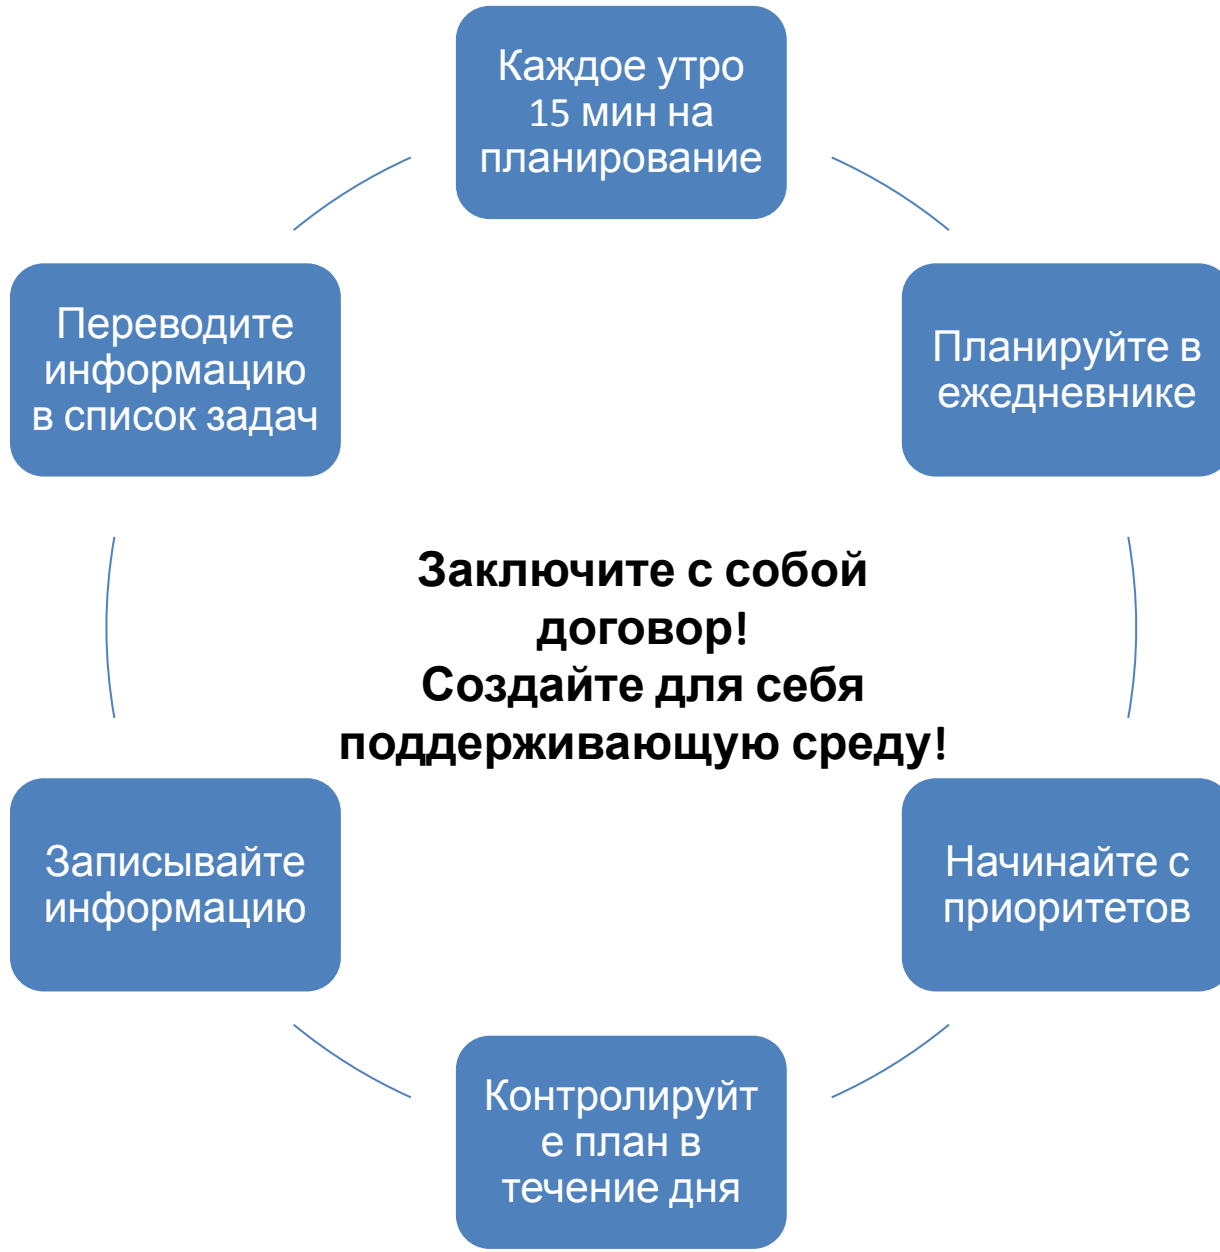 Каждое утро
15 мин на
планирование
Планируйте в
ежедневнике
Начинайте с
приоритетов
Контролируйт
е план в
течение дня
Записывайте
информацию
Переводите
информацию
в список задач
Заключите с собой
договор!
Создайте для себя
поддерживающую среду!